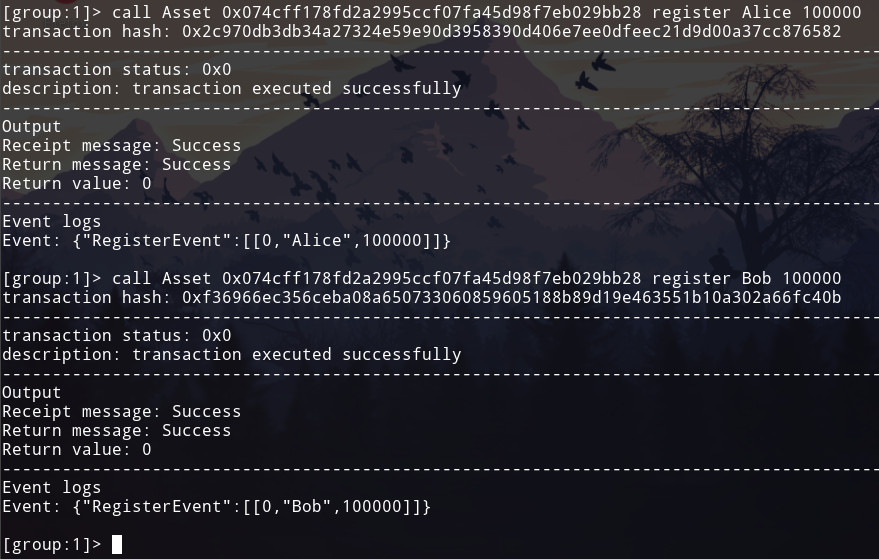 [group:1]> call Asset 0x074cff178fd2a2995ccf07fa45d98f7eb029bb28 register Alice 100000
transaction hash: 0x2c970db3db34a27324e59e90d3958390d406e7ee0dfeec21d9d00a37cc876582
----------------------------------------------------------------------------------------
transaction status: 0x0
description: transaction executed successfully
----------------------------------------------------------------------------------------
Output
Receipt message: Success
Return message: Success
Return value: 0
----------------------------------------------------------------------------------------
Event logs
Event: {"RegisterEvent":[[0,"Alice",100000]]}
[group:1]> call Asset 0x074cff178fd2a2995ccf07fa45d98f7eb029bb28 register Bob 100000
transaction hash: 0xf36966ec356ceba08a650733060859605188b89d19e463551b10a302a66fc40b
----------------------------------------------------------------------------------------
transaction status: 0x0
description: transaction executed successfully
----------------------------------------------------------------------------------------
Output
Receipt message: Success
Return message: Success
Return value: 0
----------------------------------------------------------------------------------------
Event logs
Event: {"RegisterEvent":[[0,"Bob",100000]]}
[group:1]>